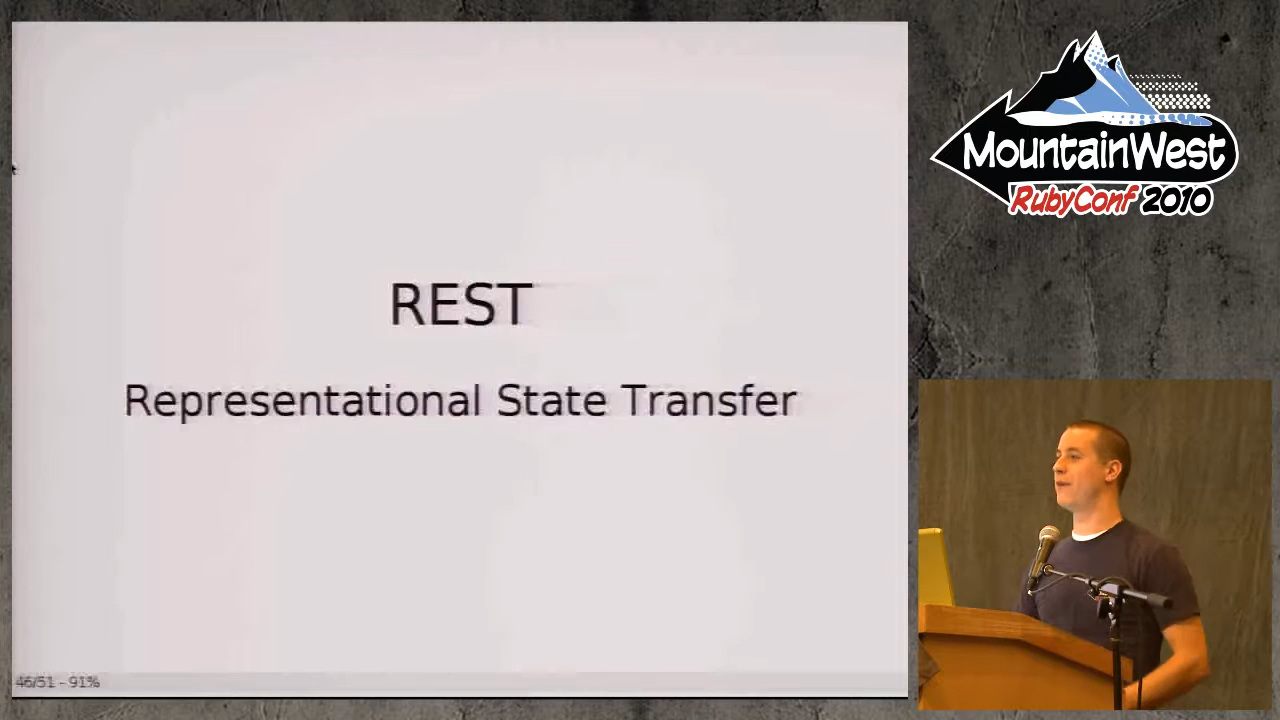 REST
Representational State Transfer
46/51 - 91%
MountainWest
RubyConf 2010